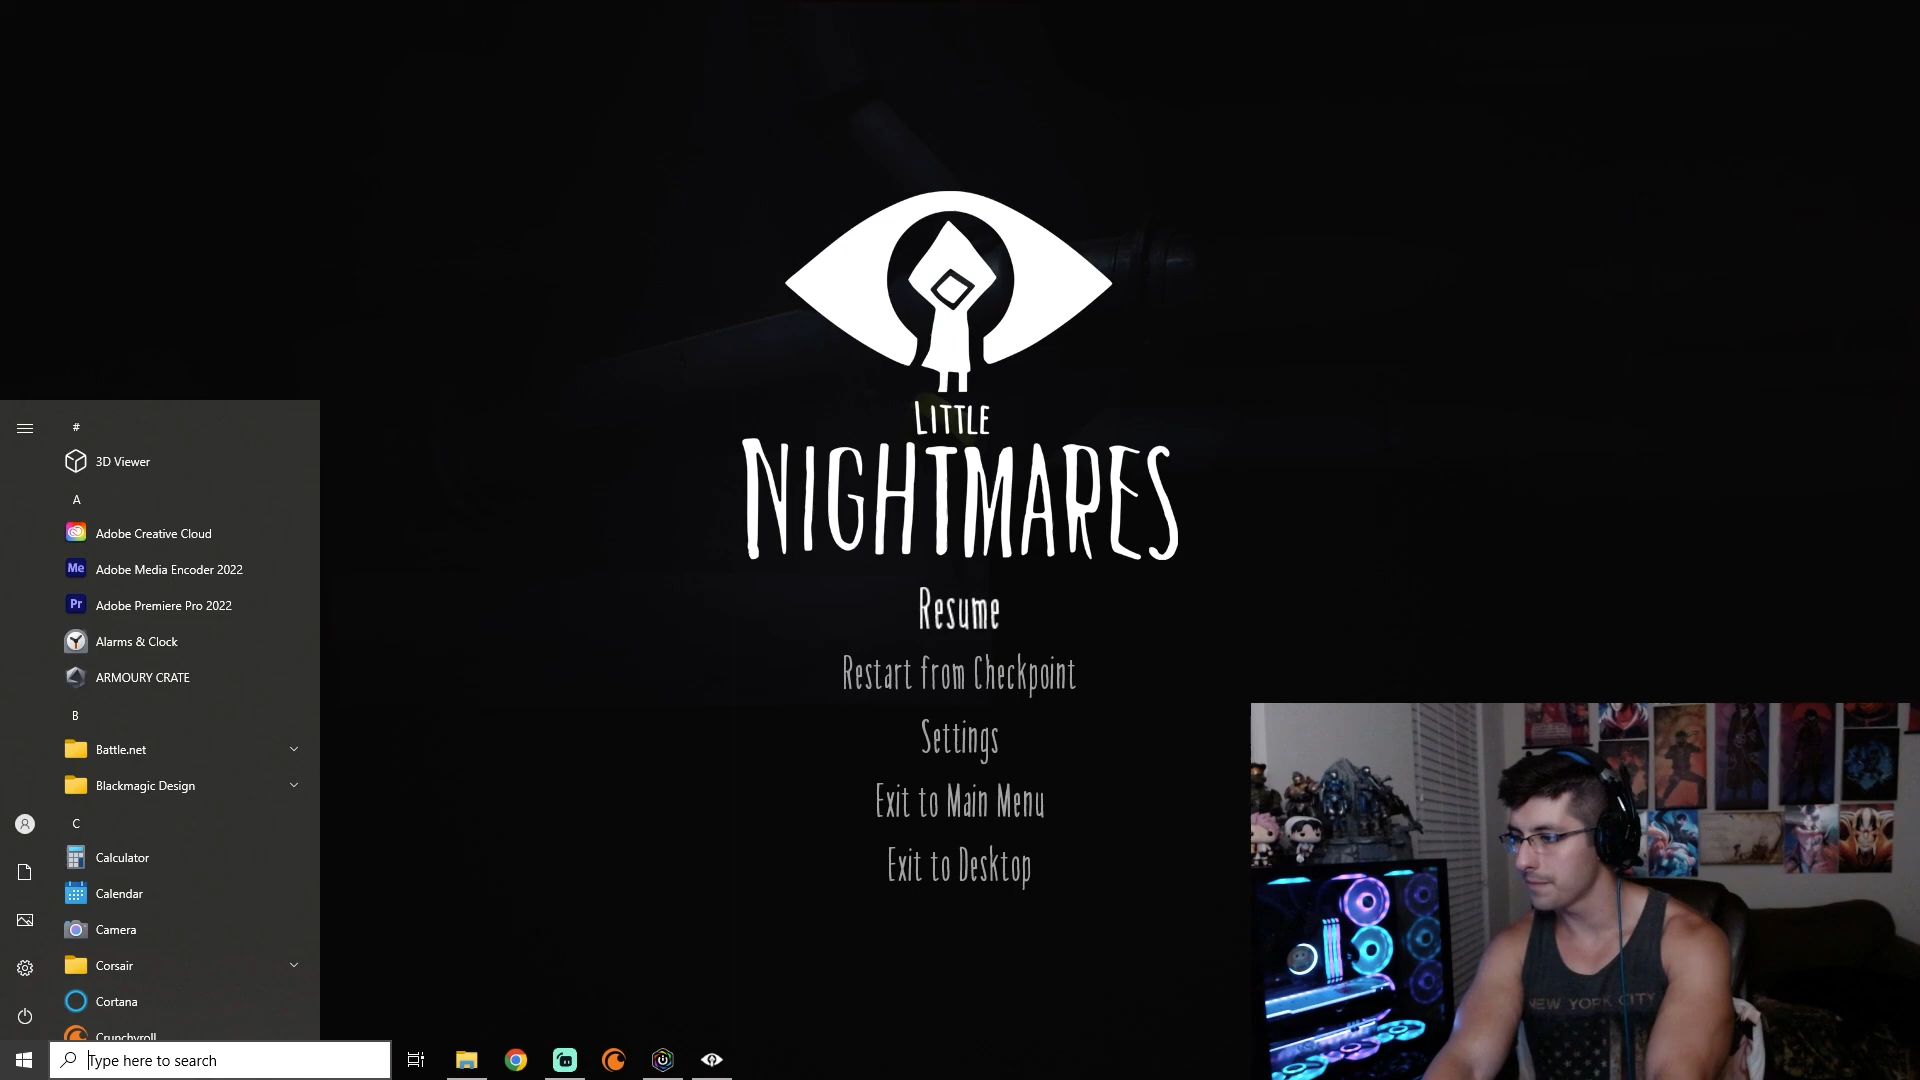 LITTLE
NIGHTMARES
Resume
Restart from Checkpoint
Settings
Exit to Main Menu
Exit to Desktop
#
3D Viewer
A
Adobe Creative Cloud
Me Adobe Media Encoder 2022
Pr Adobe Premiere Pro 2022
Alarms & Clock
ARMOURY CRATE
B
Battle.net
Blackmagic Design
C
Calculator
Calendar
Camera
Corsair
Cortana
Crunchyroll
Type here to search
NEW YORK CITY